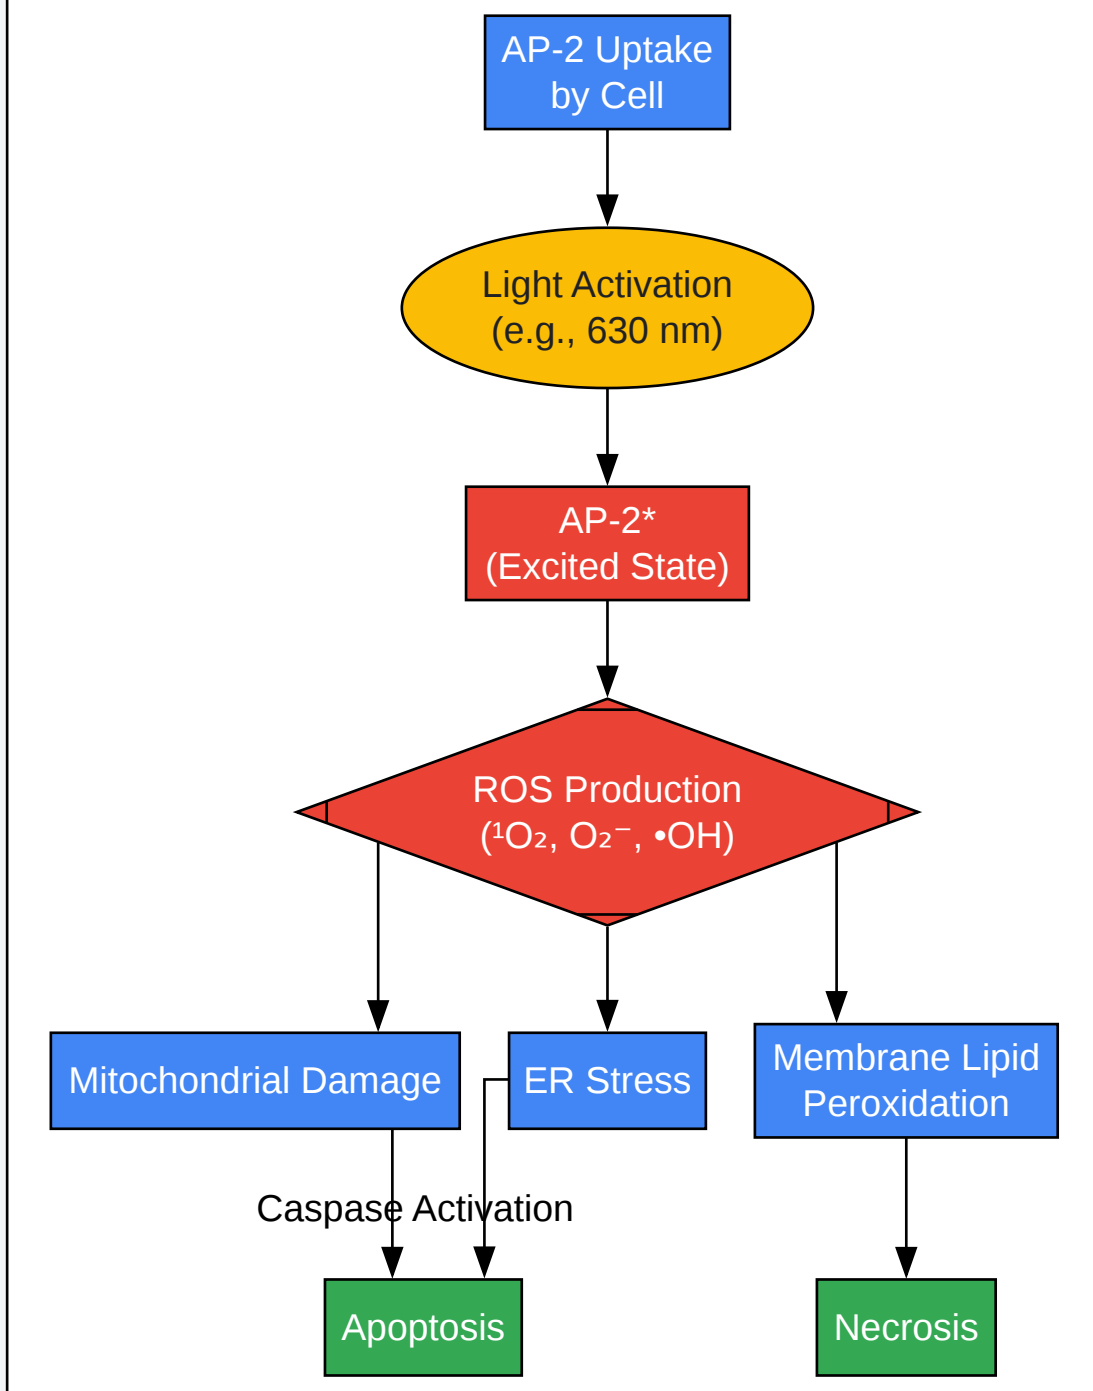 AP-2 Uptake
by Cell
Light Activation
(e.g., 630 nm)
AP-2*
(Excited State)
ROS Production
(¹O₂, O₂⁻, •OH)
Mitochondrial Damage
ER Stress
Membrane Lipid
Peroxidation
Caspase Activation
Apoptosis
Necrosis